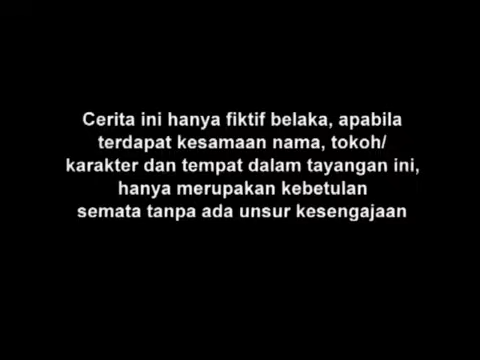 Cerita ini hanya fiktif belaka, apabila
terdapat kesamaan nama, tokoh/
karakter dan tempat dalam tayangan ini,
hanya merupakan kebetulan
semata tanpa ada unsur kesengajaan